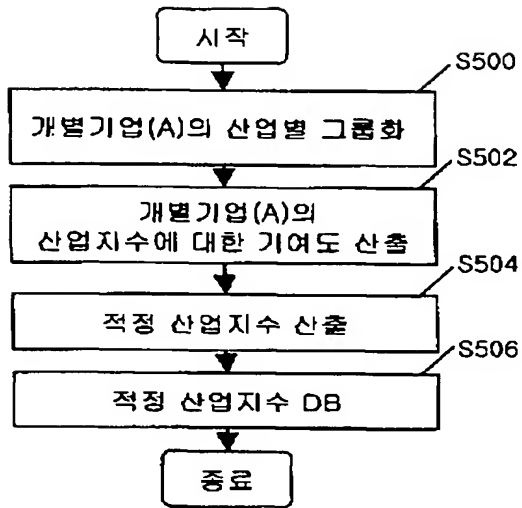 시작
S500
개별기업(A)의 산업별 그룹화
S502
개별기업(A)의
산업지수에 대한 기여도 산출
S504
적정 산업지수 산출
S506
적정 산업지수 DB
종료